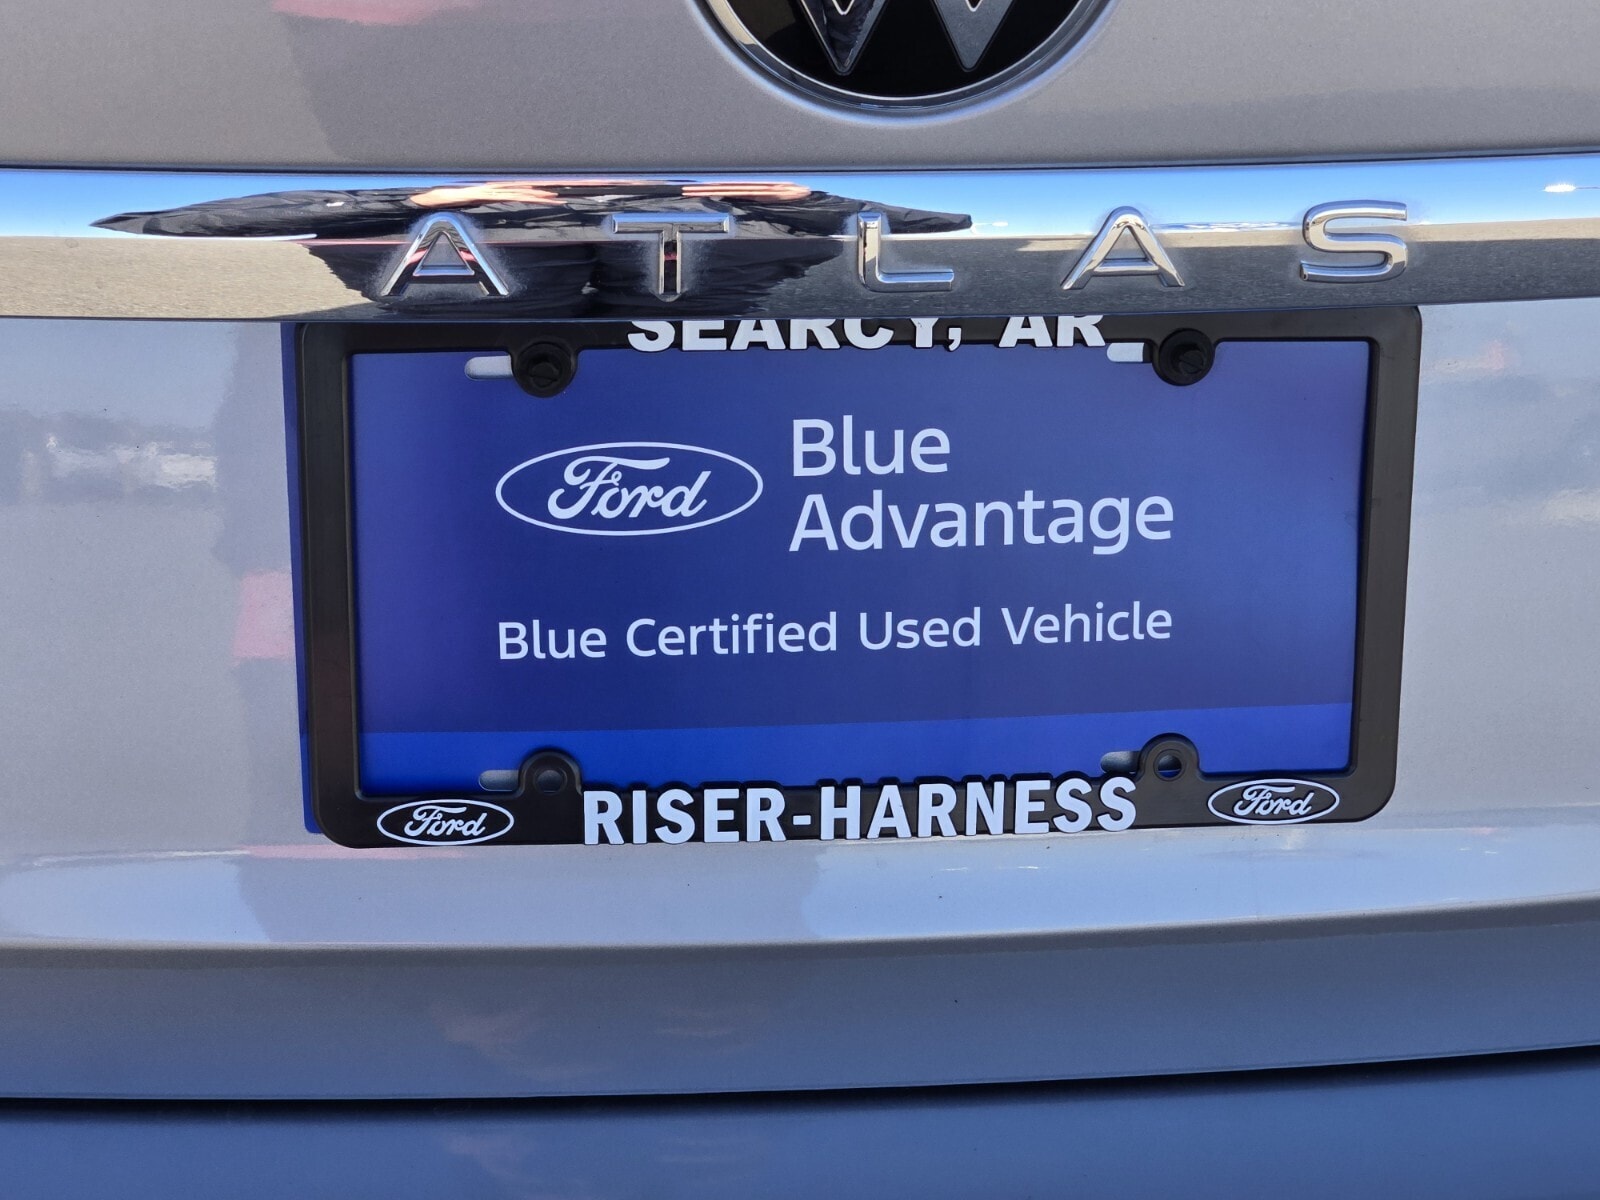 ATLAS
SEARCY, AR
Ford
Blue
Advantage
Blue Certified Used Vehicle
Ford
RISER-HARNESS
Ford